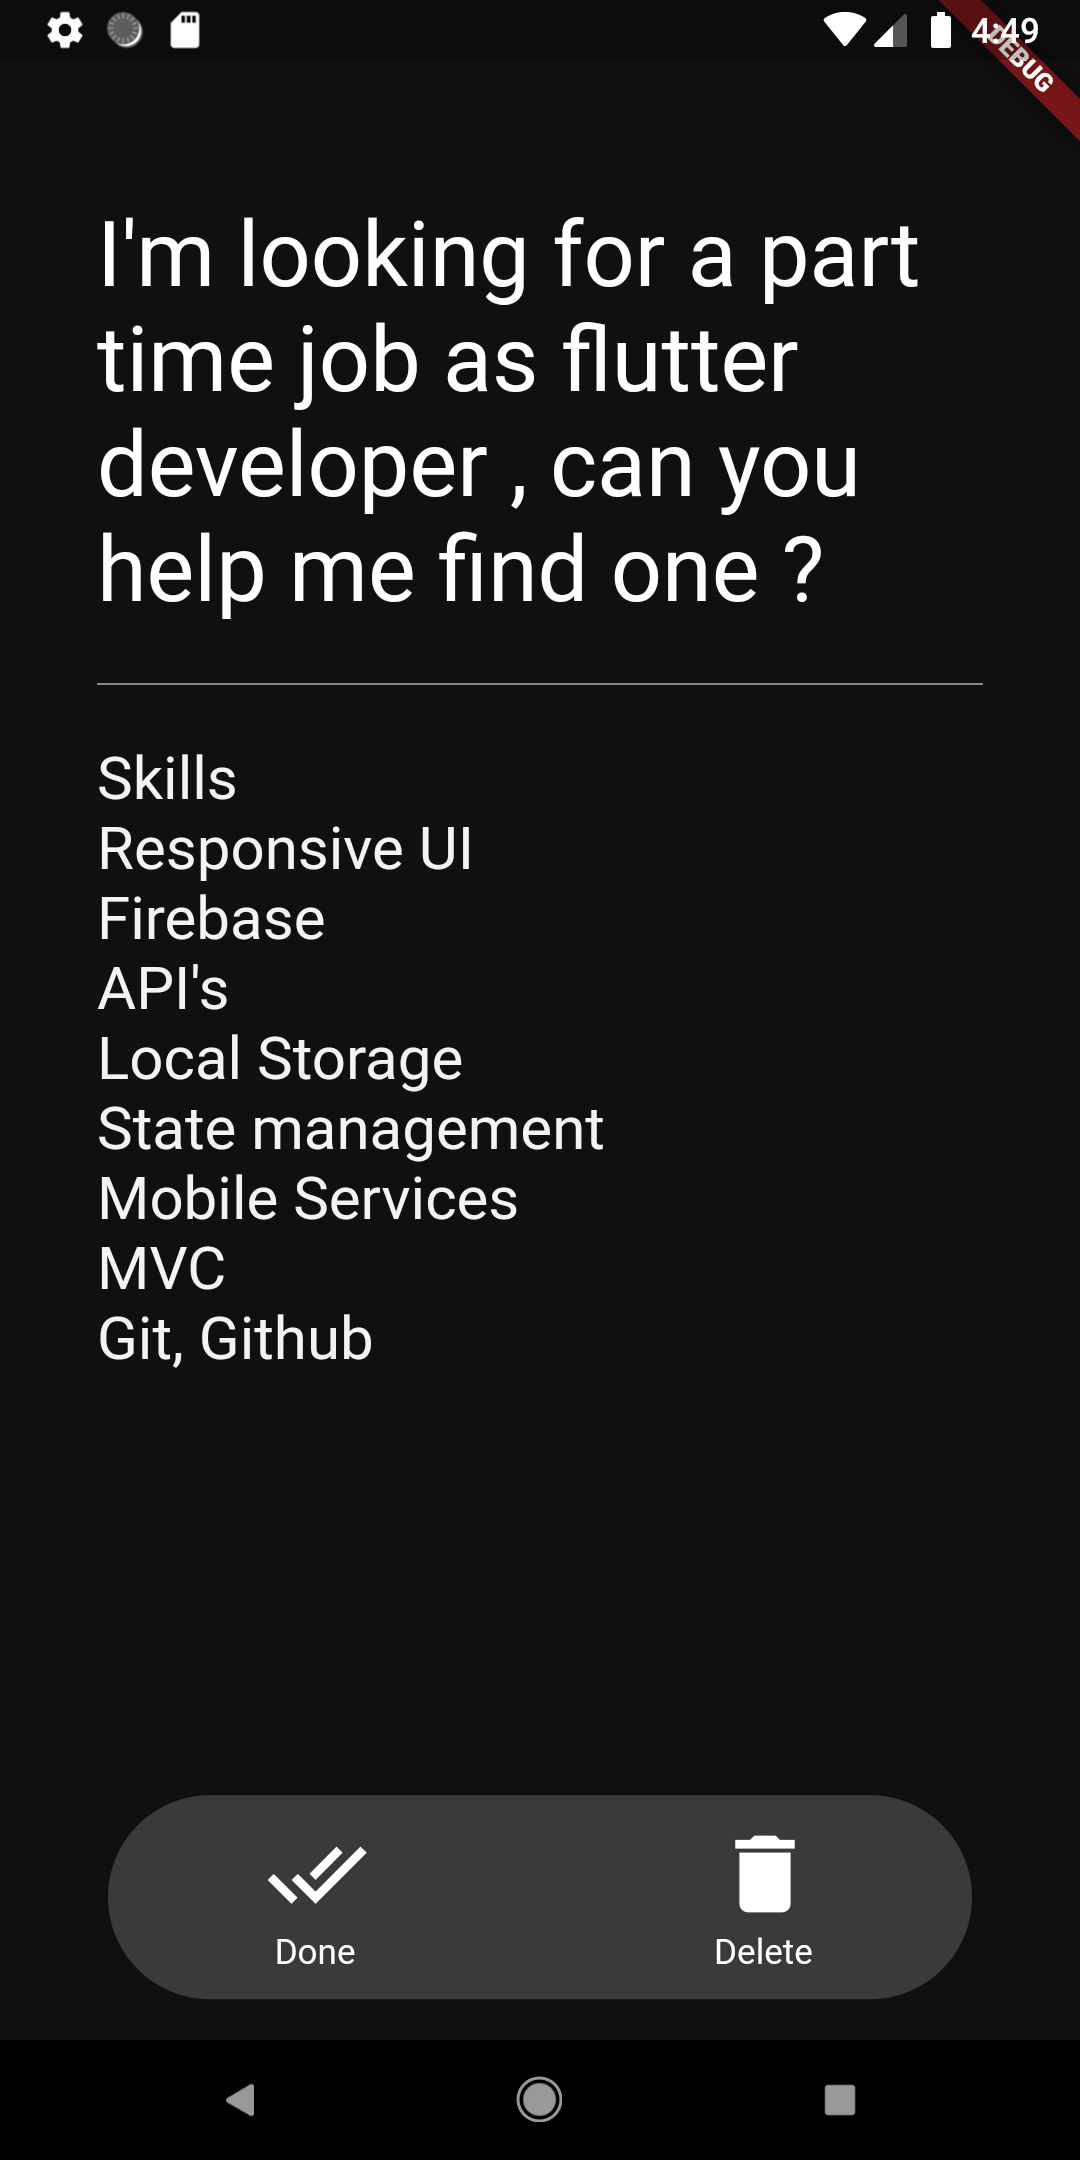 4:49
DEBUG
I'm looking for a part
time job as flutter
developer , can you
help me find one ?
Skills
Responsive UI
Firebase
API's
Local Storage
State management
Mobile Services
MVC
Git, Github
Done
Delete